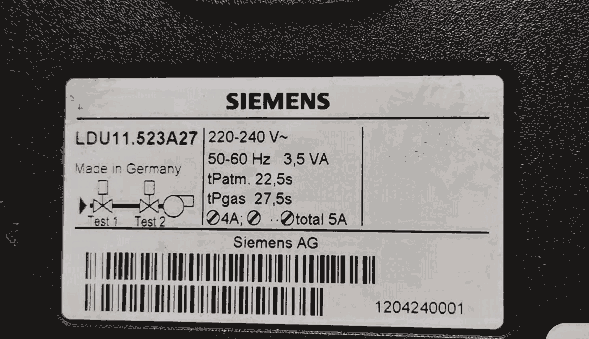 SIEMENS
LDU11.523A27
Made in Germany
Test 1 Test 2
220-240 V~
50-60 Hz 3,5 VA
tPatm. 22,5s
tPgas 27,5s
4A; total 5A
Siemens AG
1204240001